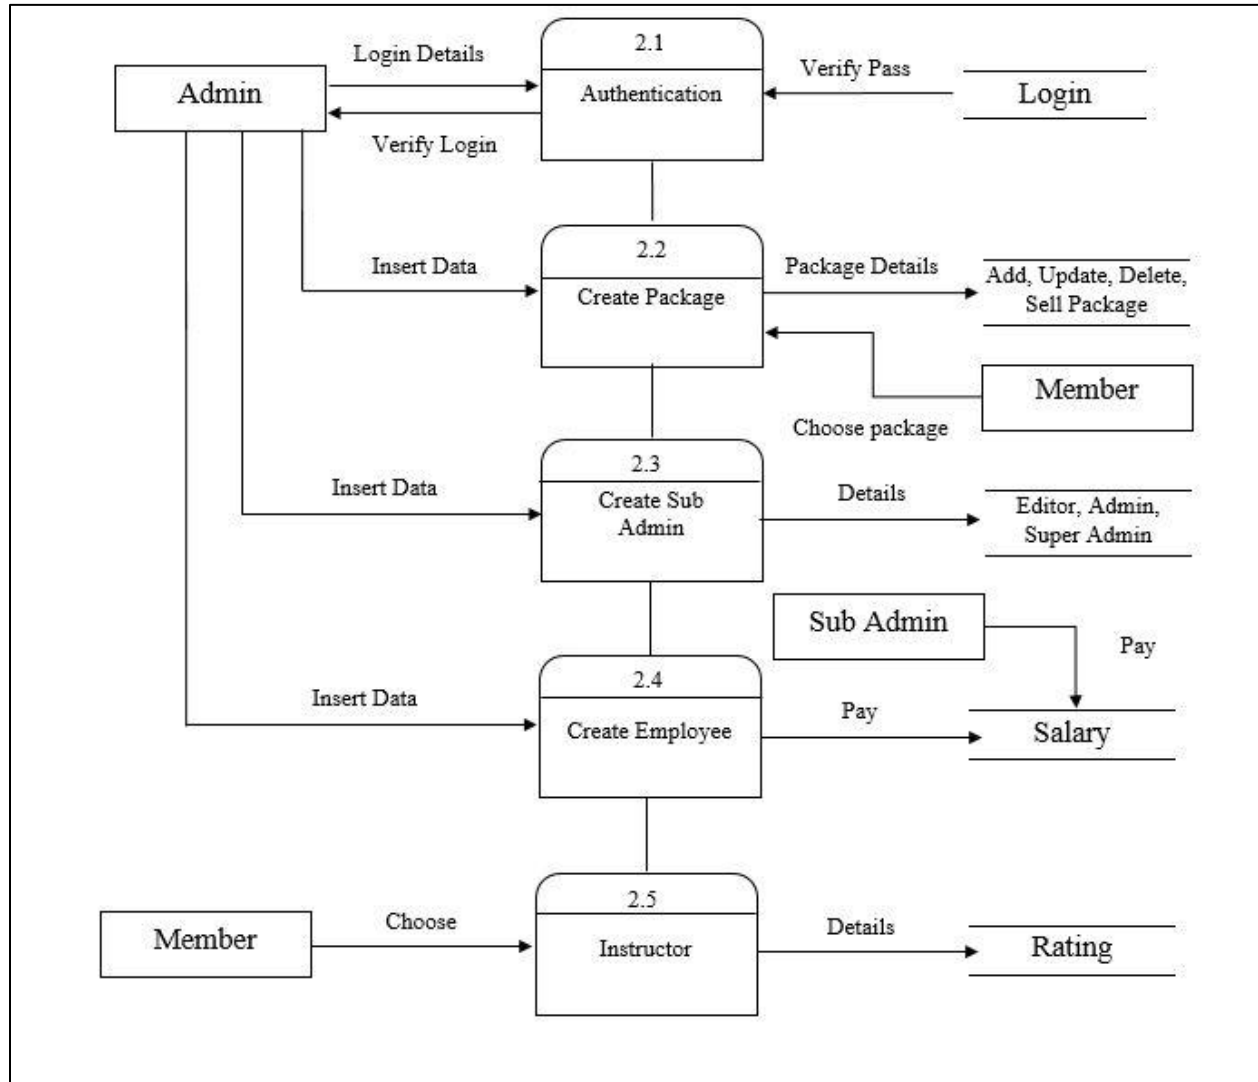 2.1
Login Details
Verify Pass
Admin
Authentication
Login
Verify Login
2.2
Insert Data
Package Details
Add, Update, Delete,
Sell Package
Create Package
Member
Choose package
2.3
Insert Data
Create Sub
Admin
Details
Editor, Admin,
Super Admin
Sub Admin
Pay
2.4
Insert Data
Create Employee
Pay
Salary
2.5
Member
Choose
Instructor
Details
Rating